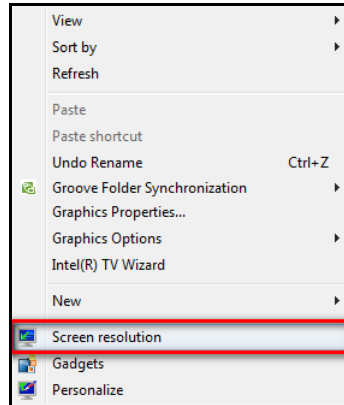 View
Sort by
Refresh
Paste
Paste shortcut
Undo Rename Ctrl+Z
Groove Folder Synchronization
Graphics Properties...
Graphics Options
Intel(R) TV Wizard
New
Screen resolution
Gadgets
Personalize